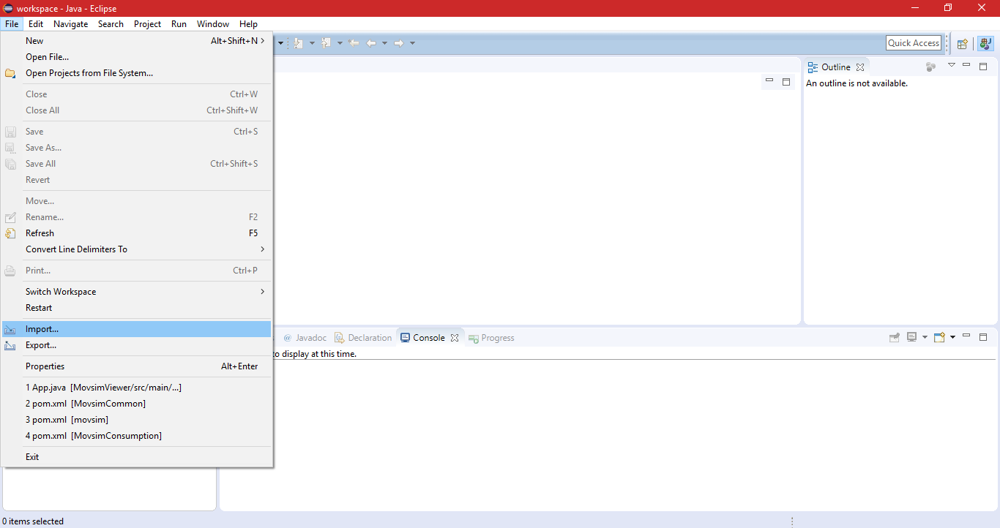 workspace - Java - Eclipse
File Edit Navigate Search Project Run Window Help
New Alt+Shift+N
Open File...
Open Projects from File System...
Close Ctrl+W
Close All Ctrl+Shift+W
Save Ctrl+S
Save As...
Save All Ctrl+Shift+S
Revert
Move...
Rename... F2
Refresh F5
Convert Line Delimiters To
Print... Ctrl+P
Switch Workspace
Restart
Import...
Export...
Properties Alt+Enter
1 App.java [MovsimViewer/src/main/...]
2 pom.xml [MovsimCommon]
3 pom.xml [movsim]
4 pom.xml [MovsimConsumption]
Exit
Quick Access
Outline
An outline is not available.
@ Javadoc Declaration Console Progress
to display at this time.
0 items selected